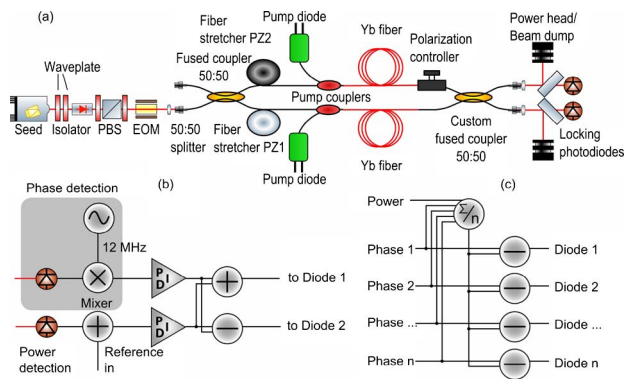 (a)
Waveplate
Seed
Isolator
PBS
EOM
50:50
splitter
Fiber
stretcher PZ2
Fused coupler
50:50
Fiber
stretcher PZ1
Pump diode
Pump couplers
Pump diode
Yb fiber
Yb fiber
Polarization
controller
Custom
fused coupler
50:50
Power head/
Beam dump
Locking
photodiodes
(b)
Phase detection
12 MHz
Mixer
P
I
D
to Diode 1
P
I
D
to Diode 2
Power
detection
Reference
in
(c)
Power
Σ/n
Phase 1
Diode 1
Phase 2
Diode 2
Phase ...
Diode ...
Phase n
Diode n